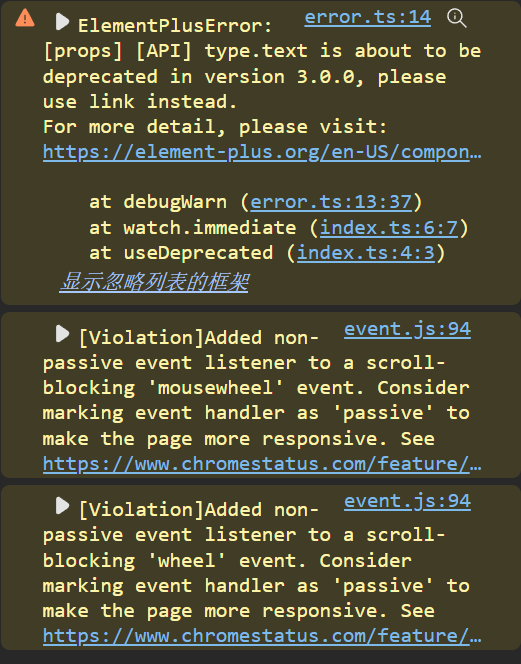 ElementPlusError: error.ts:14
[props] [API] type.text is about to be
deprecated in version 3.0.0, please
use link instead.
For more detail, please visit:
https://element-plus.org/en-US/compon…
at debugWarn (error.ts:13:37)
at watch.immediate (index.ts:6:7)
at useDeprecated (index.ts:4:3)
显示忽略列表的框架
[Violation]Added non- event.js:94
passive event listener to a scroll-
blocking 'mousewheel' event. Consider
marking event handler as 'passive' to
make the page more responsive. See
https://www.chromestatus.com/feature/…
[Violation]Added non- event.js:94
passive event listener to a scroll-
blocking 'wheel' event. Consider
marking event handler as 'passive' to
make the page more responsive. See
https://www.chromestatus.com/feature/…